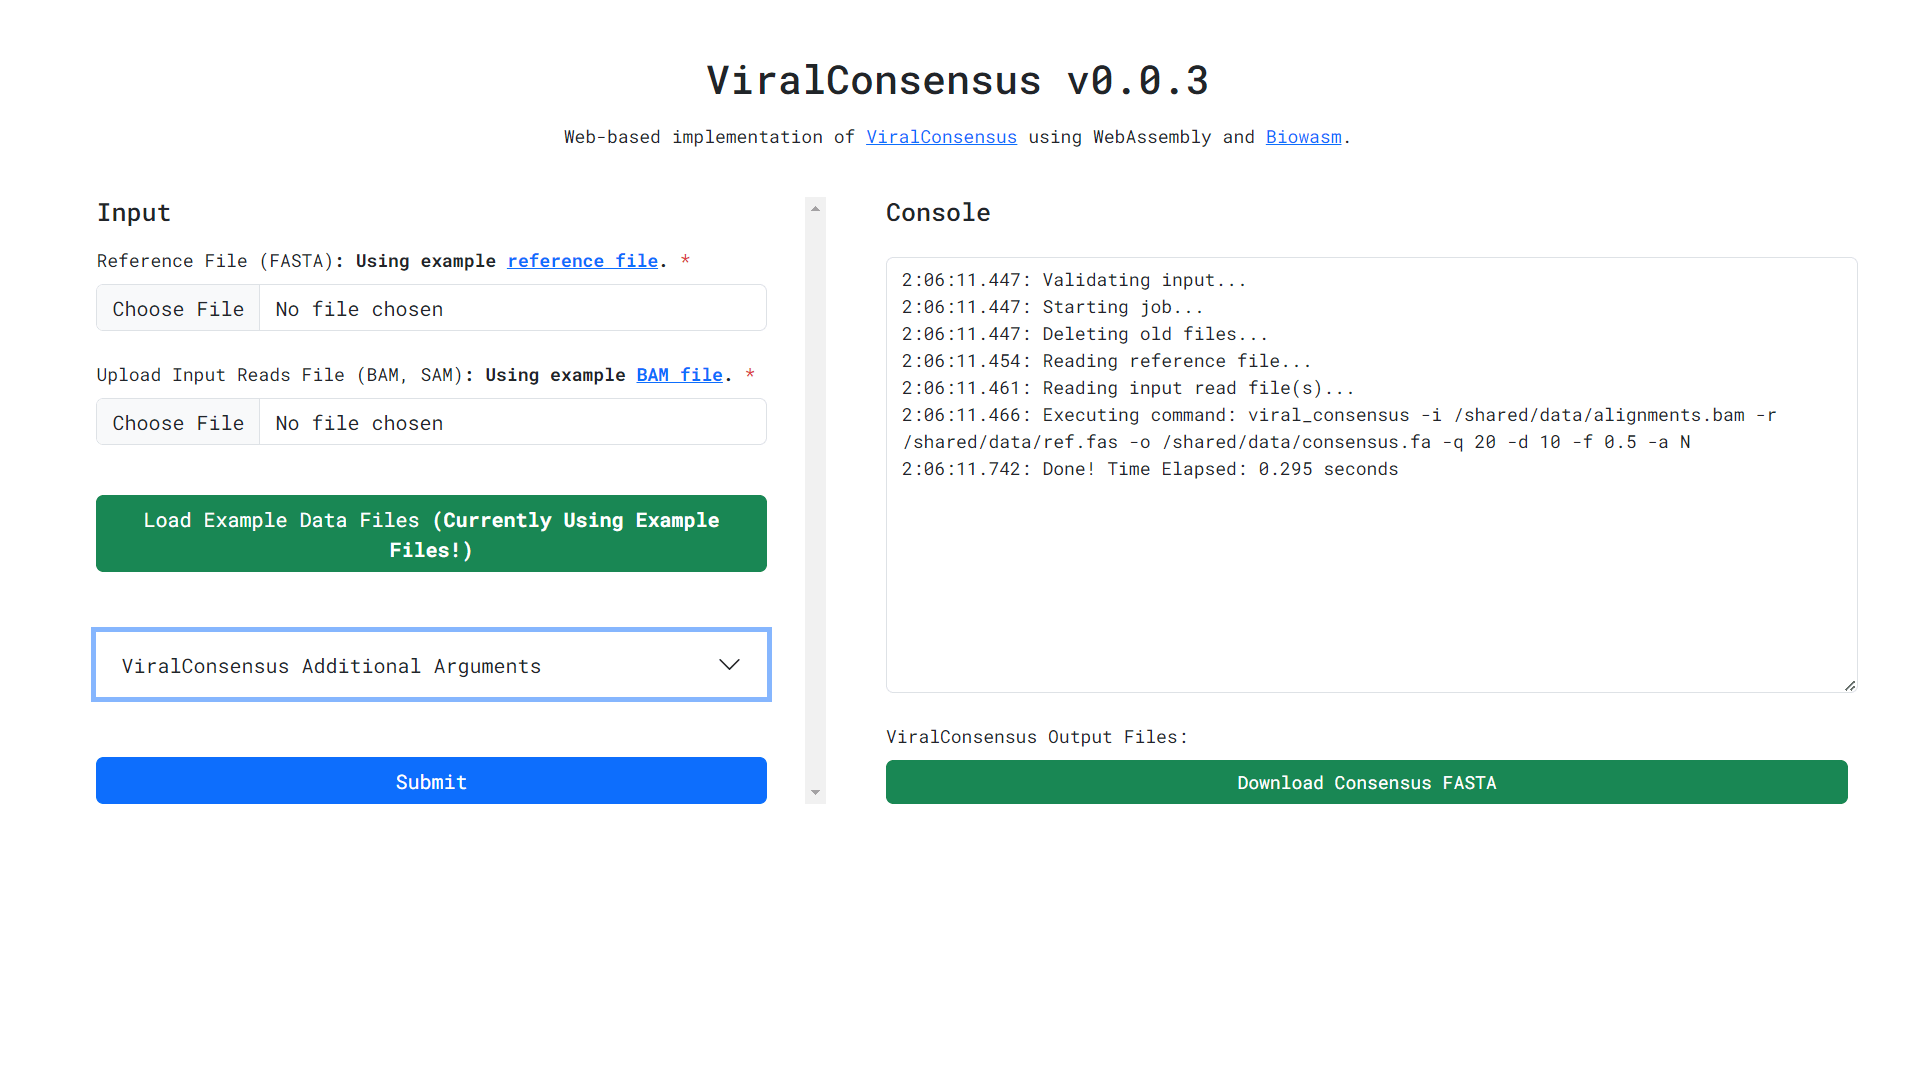 ViralConsensus v0.0.3
Web-based implementation of ViralConsensus using WebAssembly and Biowasm.
Input
Reference File (FASTA): Using example reference file. *
Choose File No file chosen
Upload Input Reads File (BAM, SAM): Using example BAM file. *
Choose File No file chosen
Load Example Data Files (Currently Using Example
Files!)
ViralConsensus Additional Arguments
Submit
Console
2:06:11.447: Validating input...
2:06:11.447: Starting job...
2:06:11.447: Deleting old files...
2:06:11.454: Reading reference file...
2:06:11.461: Reading input read file(s)...
2:06:11.466: Executing command: viral_consensus -i /shared/data/alignments.bam -r
/shared/data/ref.fas -o /shared/data/consensus.fa -q 20 -d 10 -f 0.5 -a N
2:06:11.742: Done! Time Elapsed: 0.295 seconds
ViralConsensus Output Files:
Download Consensus FASTA